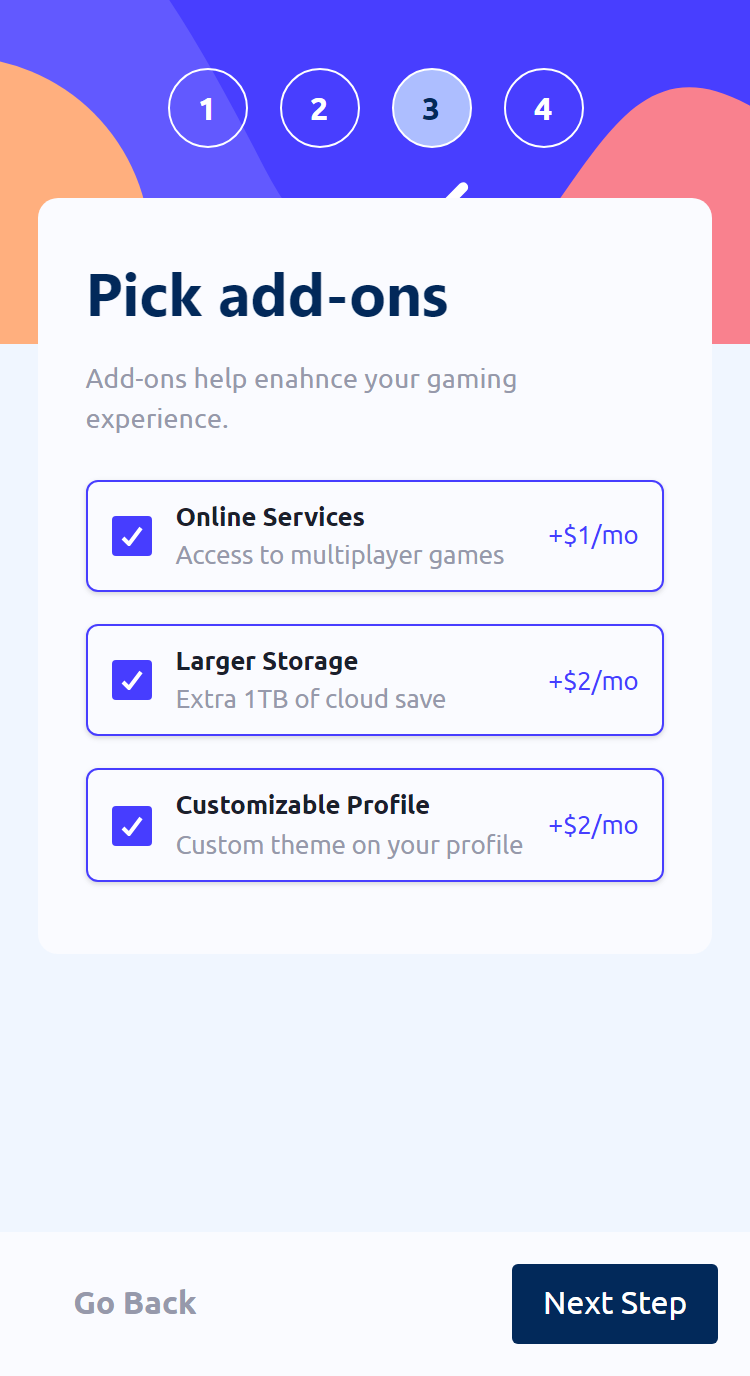 1 2 3 4
Pick add-ons
Add-ons help enahnce your gaming
experience.
Online Services
Access to multiplayer games
+$1/mo
Larger Storage
Extra 1TB of cloud save
+$2/mo
Customizable Profile
Custom theme on your profile
+$2/mo
Go Back
Next Step